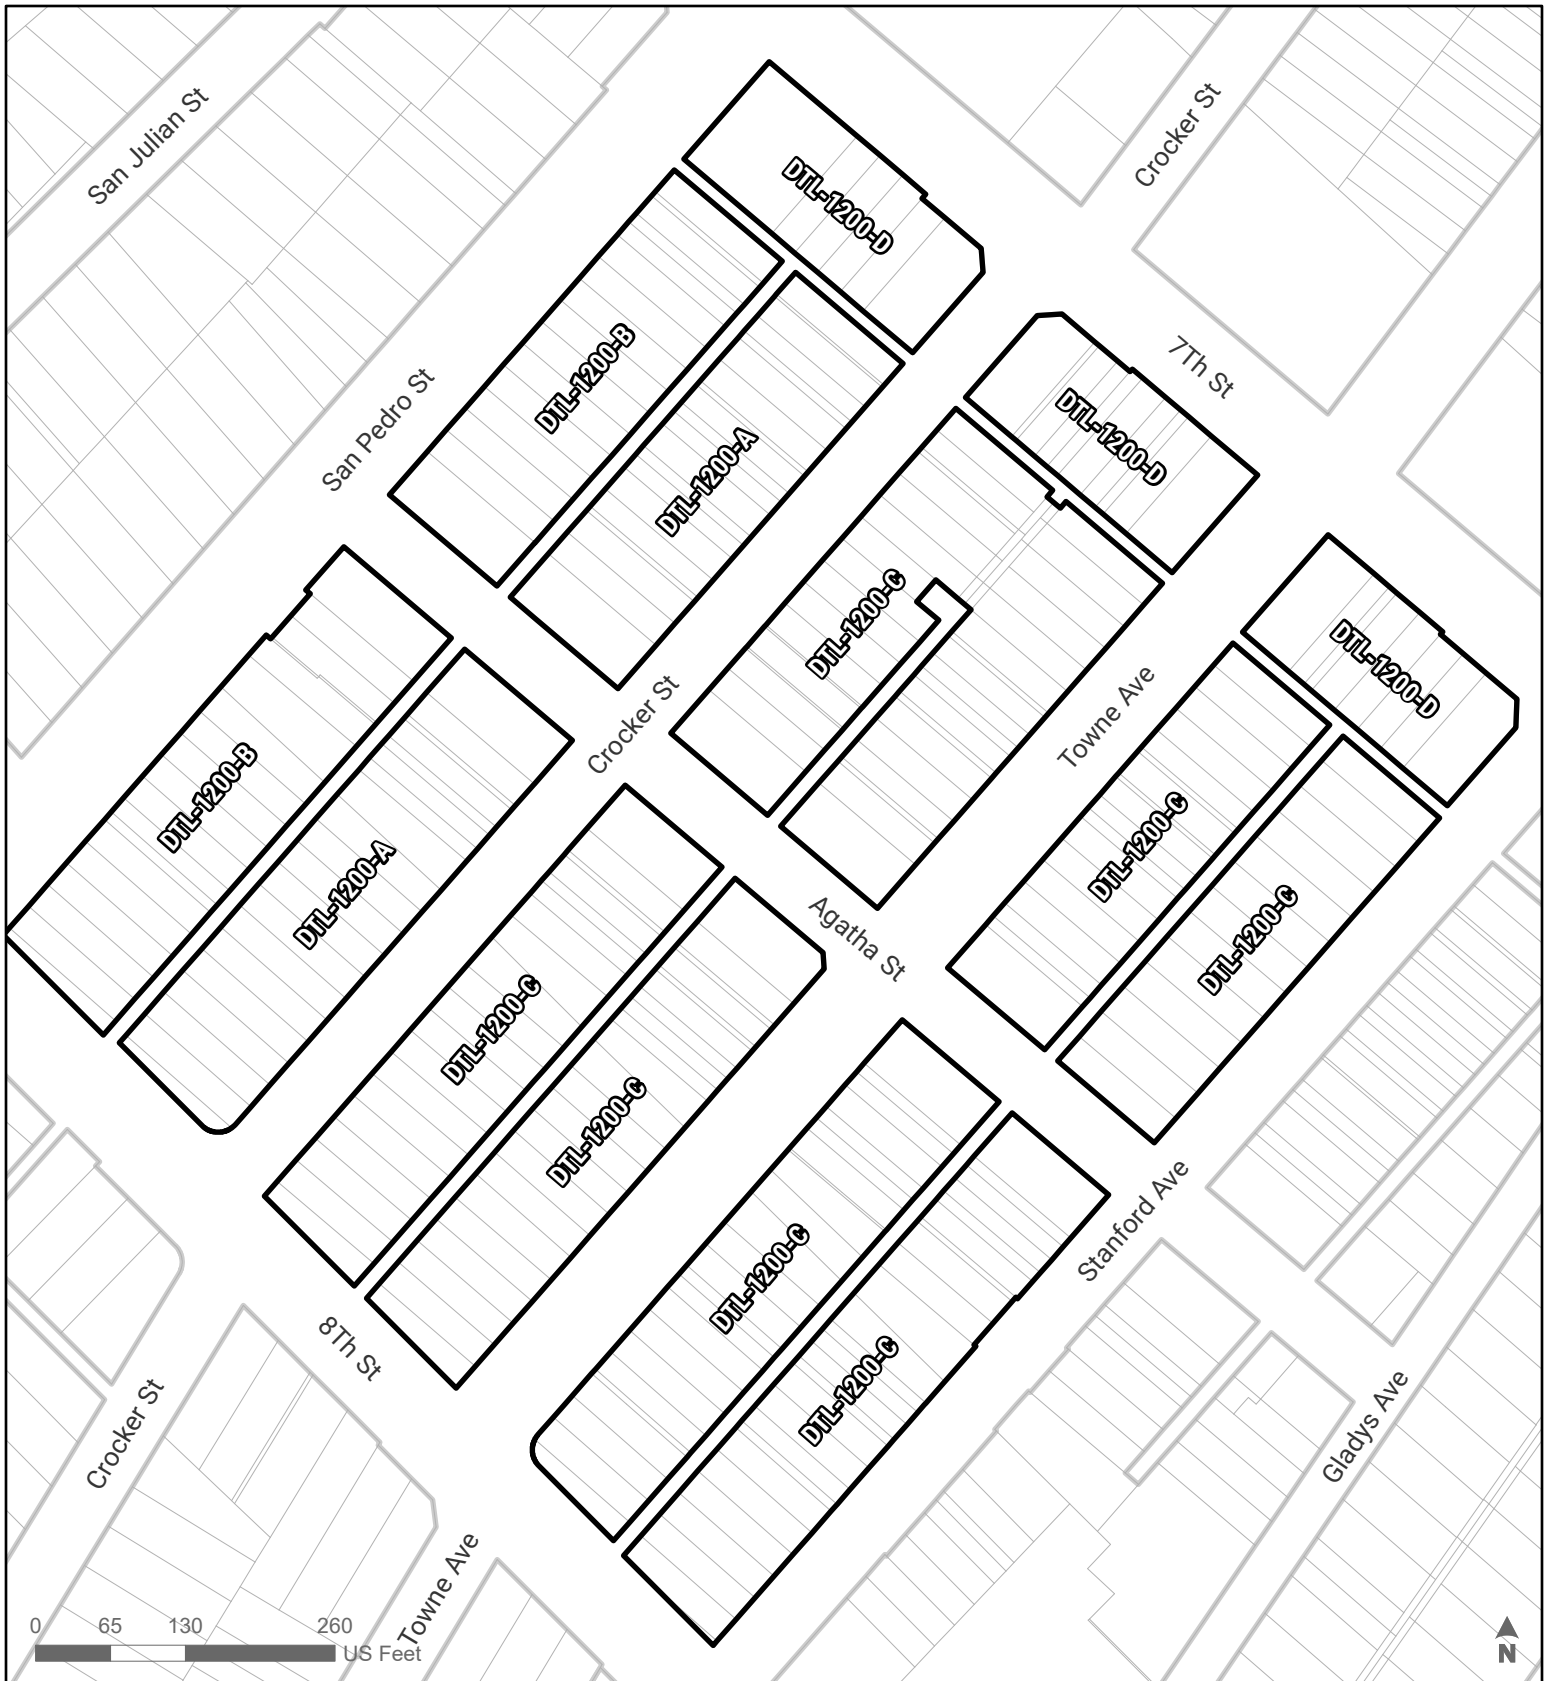 San Julian St
Crocker St
DTL-1200-D
7Th St
DTL-1200-B
San Pedro St
DTL-1200-D
DTL-1200-A
DTL-1200-C
DTL-1200-D
Towne Ave
Crocker St
DTL-1200-B
DTL-1200-C
DTL-1200-A
Agatha St
DTL-1200-C
DTL-1200-C
DTL-1200-C
Stanford Ave
DTL-1200-C
8Th St
DTL-1200-C
Crocker St
Gladys Ave
Towne Ave
0 65 130 260
US Feet
N